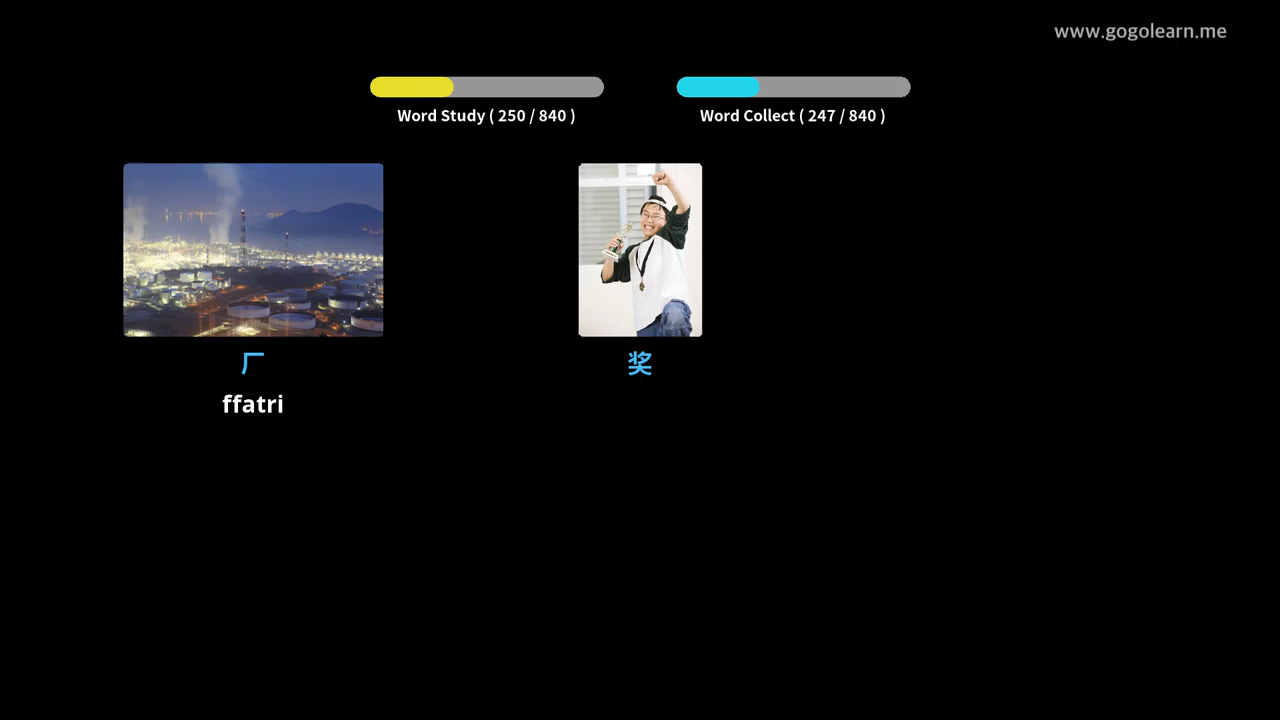 www.gogolearn.me
Word Study ( 250 / 840 )
Word Collect ( 247 / 840 )
厂
奖
ffatri